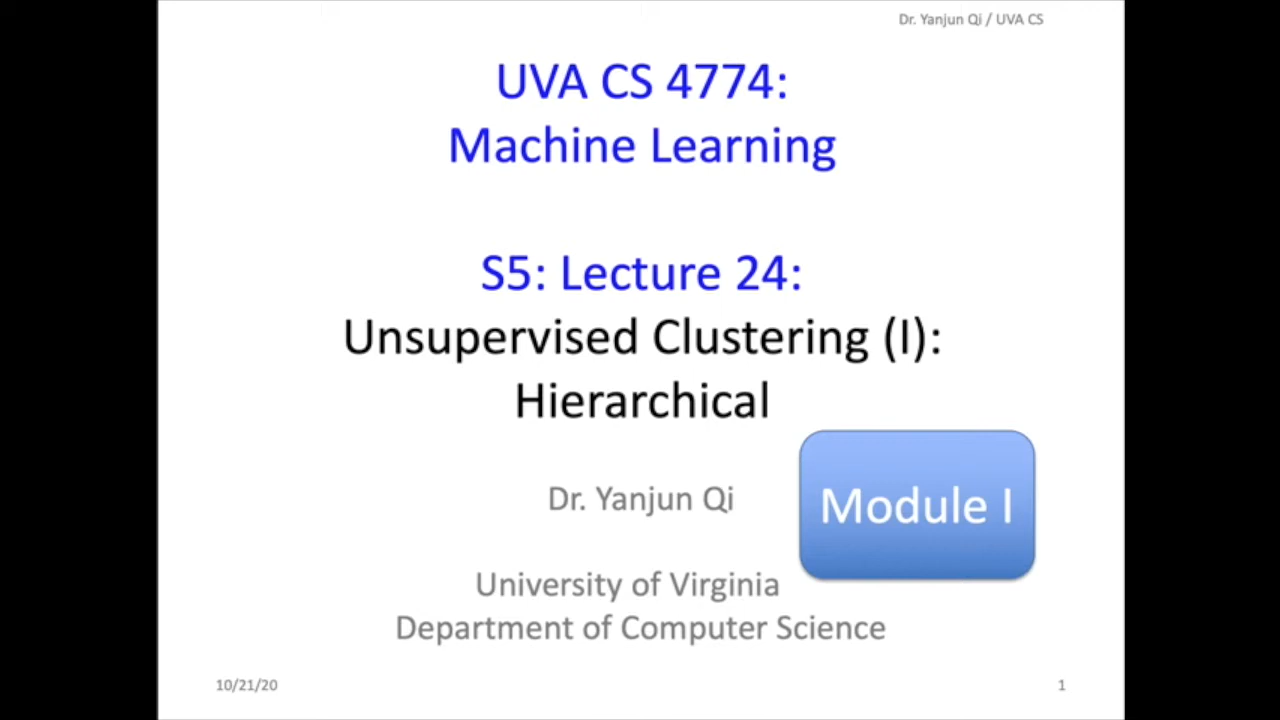 Dr. Yanjun Qi / UVA CS
UVA CS 4774:
Machine Learning
S5: Lecture 24:
Unsupervised Clustering (I):
Hierarchical
Module I
Dr. Yanjun Qi
University of Virginia
Department of Computer Science
10/21/20
1